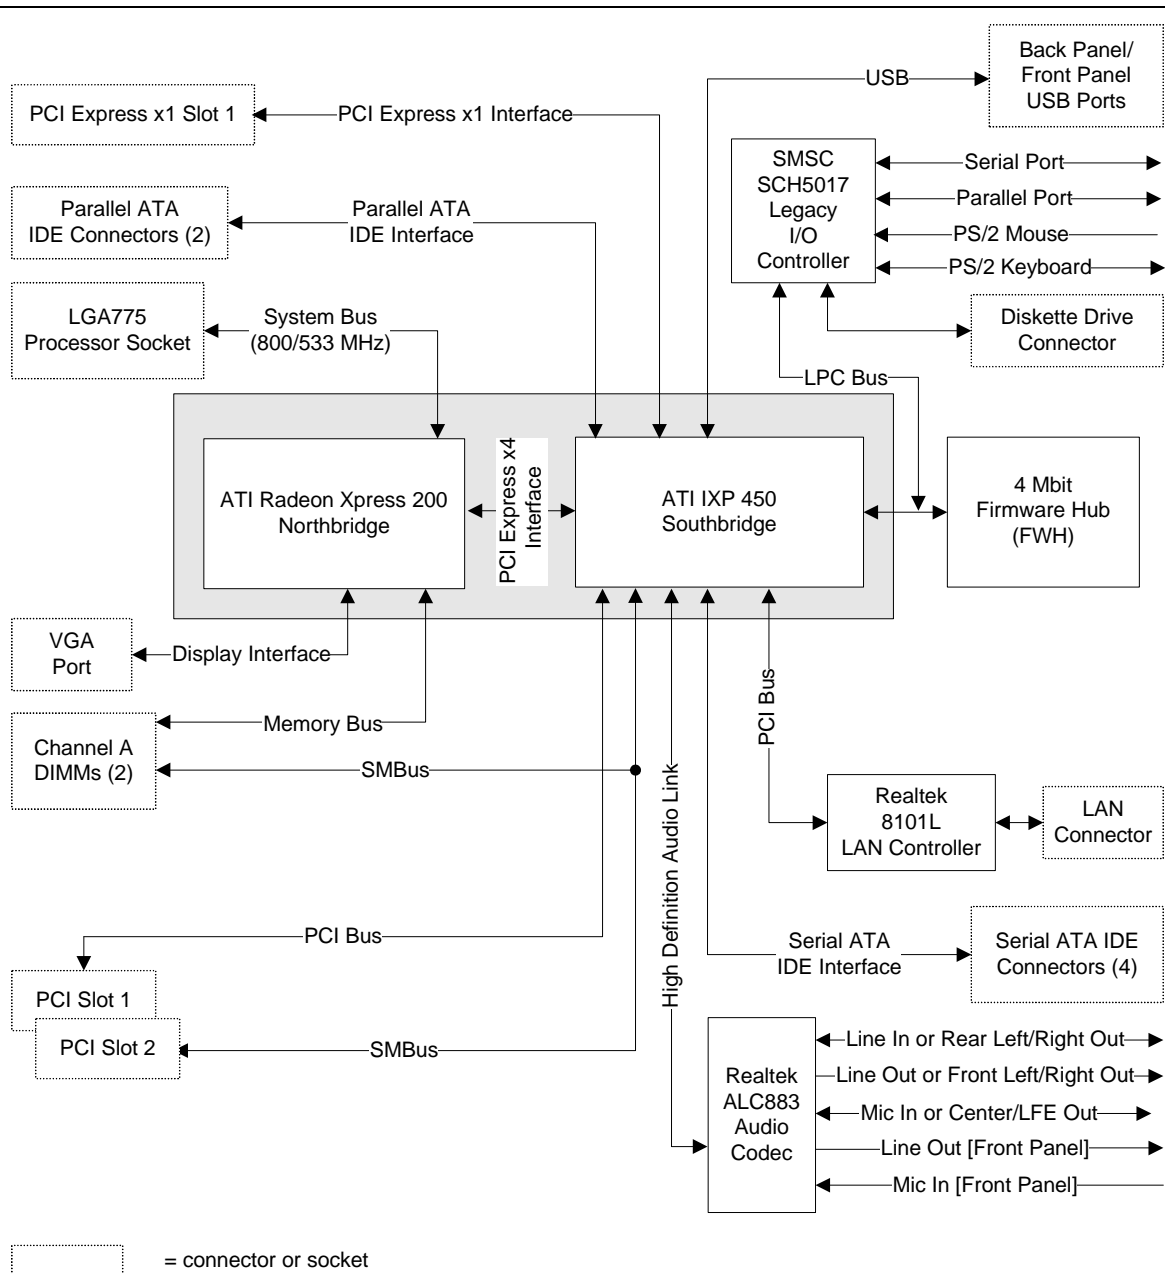 Back Panel/
Front Panel
USB Ports
USB
PCI Express x1 Slot 1
PCI Express x1 Interface
SMSC
SCH5017
Legacy
I/O
Controller
Serial Port
Parallel Port
PS/2 Mouse
PS/2 Keyboard
Parallel ATA
IDE Connectors (2)
Parallel ATA
IDE Interface
LGA775
Processor Socket
System Bus
(800/533 MHz)
Diskette Drive
Connector
LPC Bus
ATI Radeon Xpress 200
Northbridge
PCI Express x4
Interface
ATI IXP 450
Southbridge
4 Mbit
Firmware Hub
(FWH)
VGA
Port
Display Interface
Memory Bus
Channel A
DIMMs (2)
SMBus
PCI Bus
High Definition Audio Link
Realtek
8101L
LAN Controller
LAN
Connector
PCI Bus
Serial ATA
IDE Interface
Serial ATA IDE
Connectors (4)
PCI Slot 1
PCI Slot 2
SMBus
Realtek
ALC883
Audio
Codec
Line In or Rear Left/Right Out
Line Out or Front Left/Right Out
Mic In or Center/LFE Out
Line Out [Front Panel]
Mic In [Front Panel]
= connector or socket